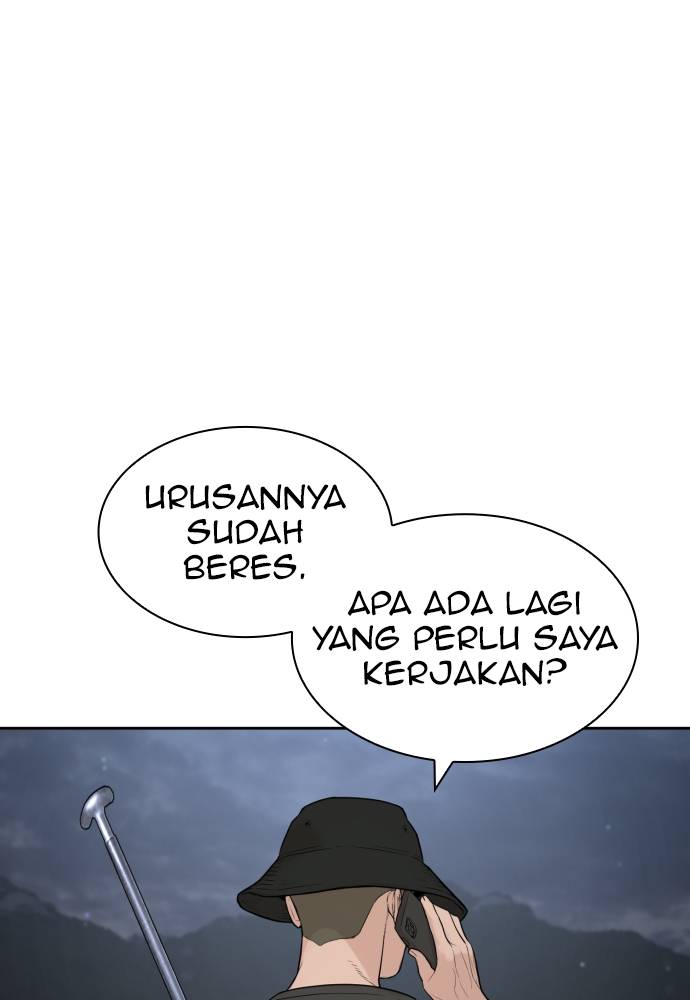 URUSANNYA
SUDAH
BERES.
APA ADA LAGI
YANG PERLU SAYA
KERJAKAN?